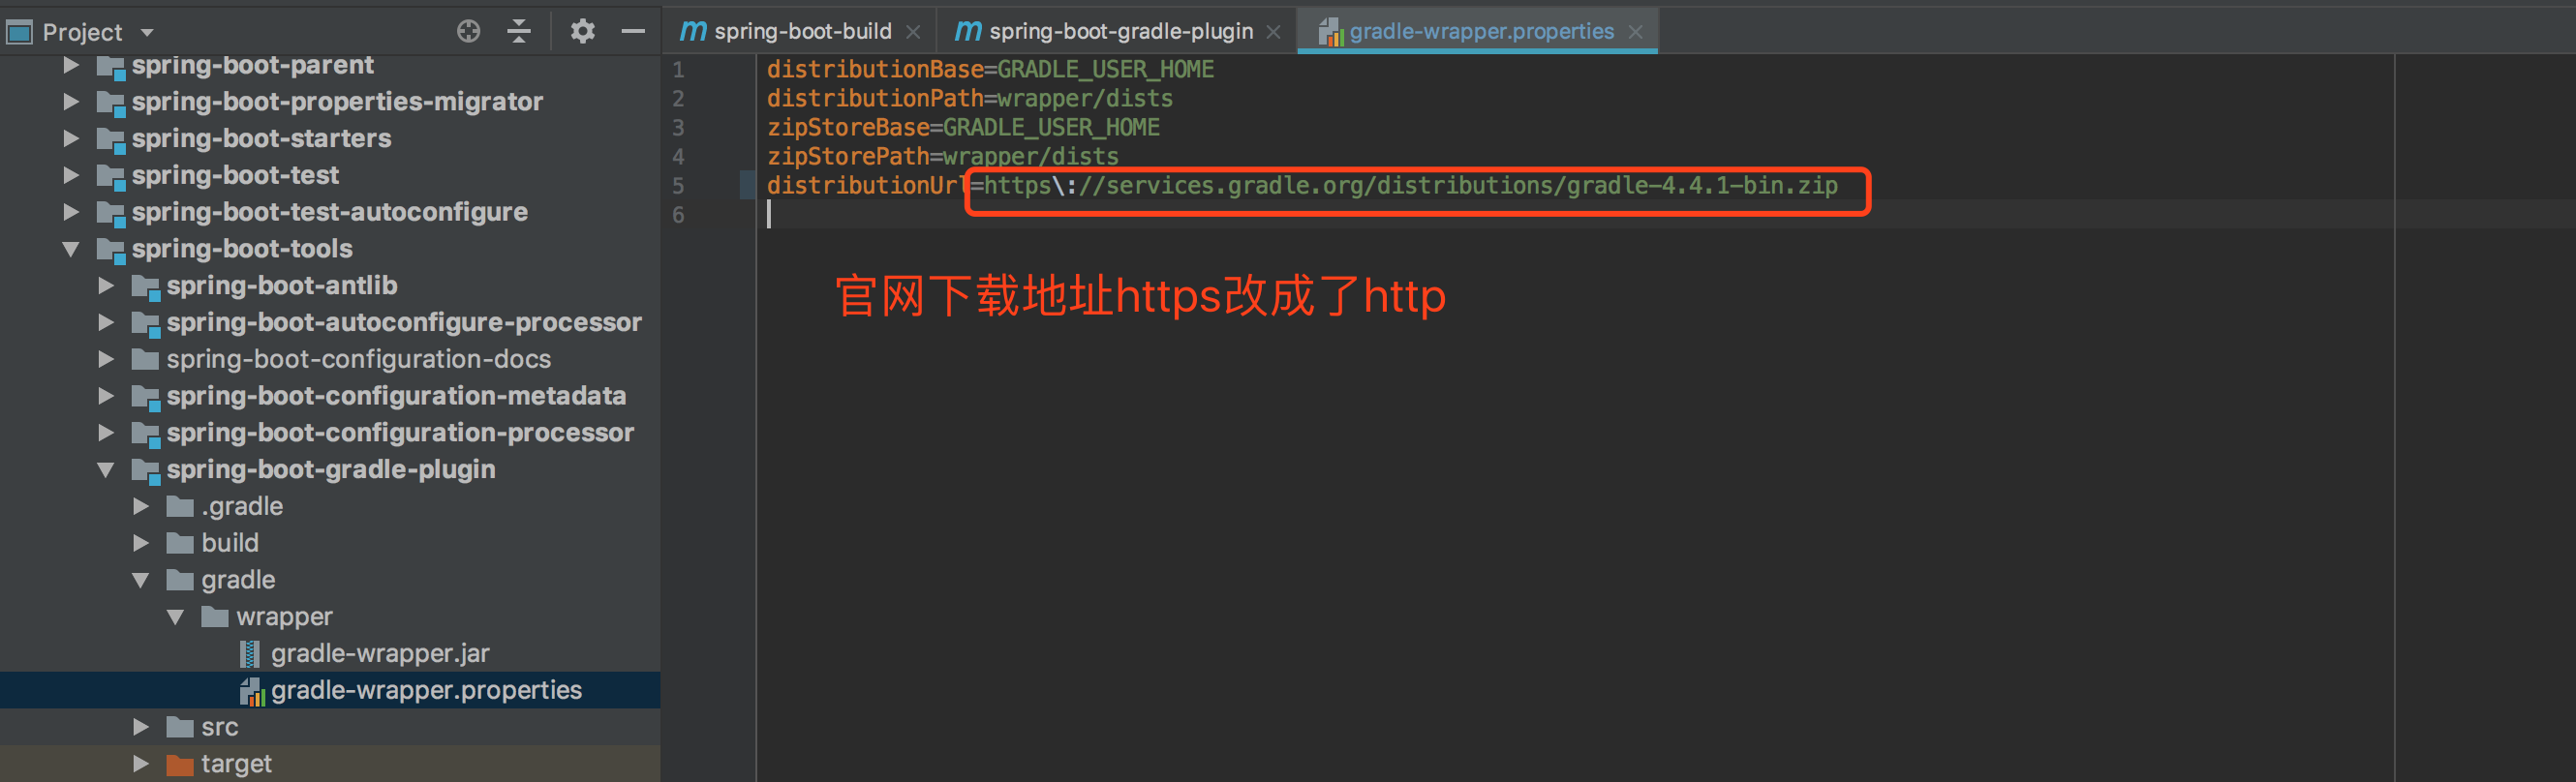 Project
spring-boot-parent
spring-boot-properties-migrator
spring-boot-starters
spring-boot-test
spring-boot-test-autoconfigure
spring-boot-tools
spring-boot-antlib
spring-boot-autoconfigure-processor
spring-boot-configuration-docs
spring-boot-configuration-metadata
spring-boot-configuration-processor
spring-boot-gradle-plugin
.gradle
build
gradle
wrapper
gradle-wrapper.jar
gradle-wrapper.properties
src
target
m spring-boot-build
m spring-boot-gradle-plugin
gradle-wrapper.properties
1 distributionBase=GRADLE_USER_HOME
2 distributionPath=wrapper/dists
3 zipStoreBase=GRADLE_USER_HOME
4 zipStorePath=wrapper/dists
5 distributionUrl=https\://services.gradle.org/distributions/gradle-4.4.1-bin.zip
6
官网下载地址https改成了http